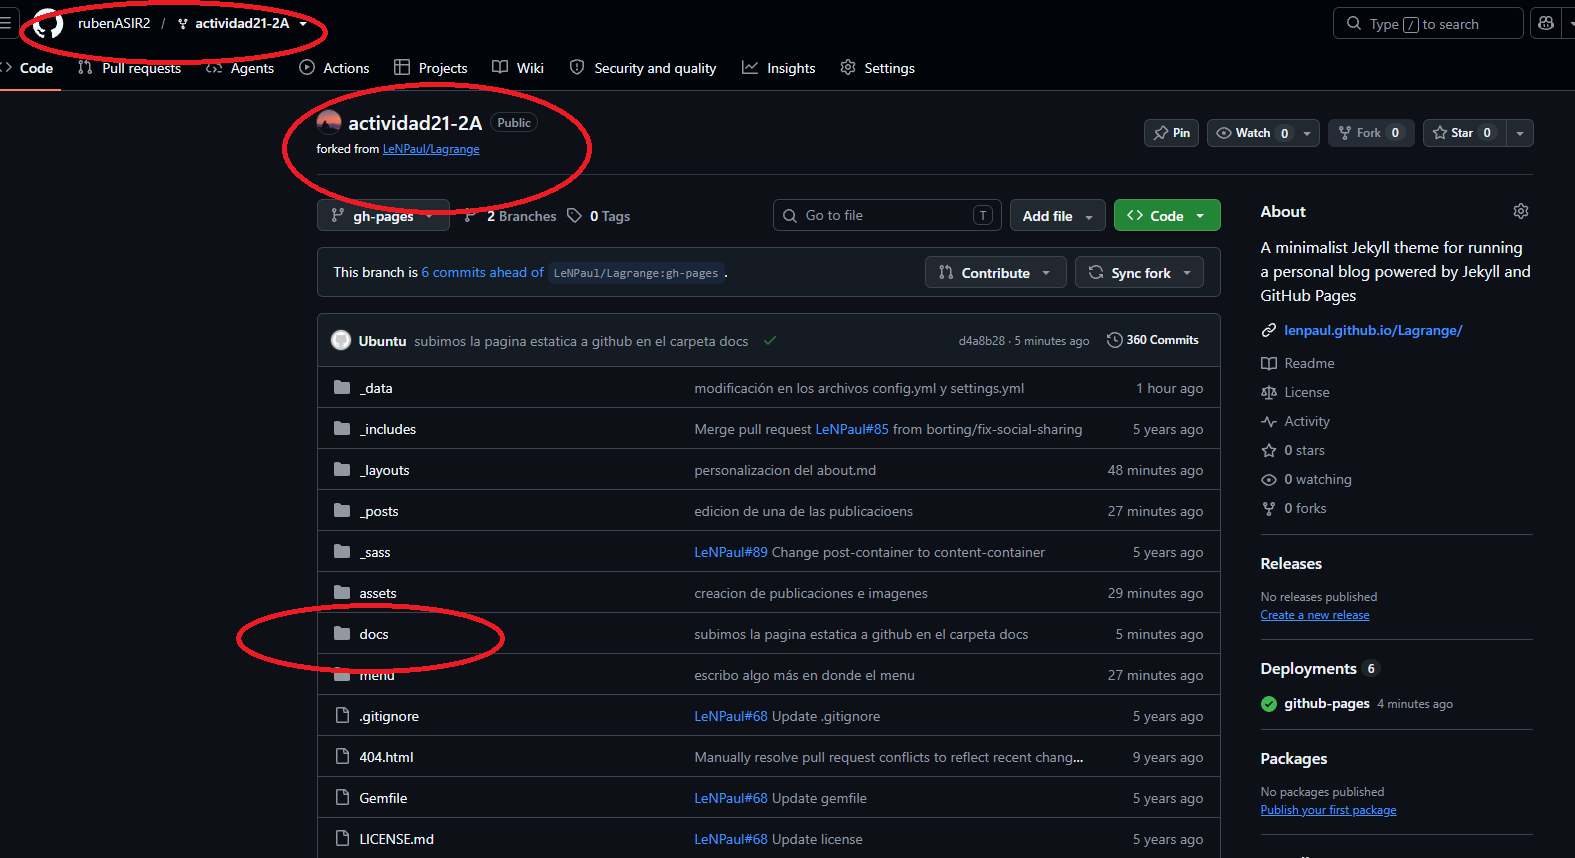 rubenASIR2 / actividad21-2A
Type / to search
Code Pull requests Agents Actions Projects Wiki Security and quality Insights Settings
actividad21-2A Public
forked from LeNPaul/Lagrange
Pin Watch 0 Fork 0 Star 0
gh-pages 2 Branches 0 Tags
Go to file T Add file Code
This branch is 6 commits ahead of LeNPaul/Lagrange:gh-pages .
Contribute Sync fork
Ubuntu subimos la pagina estatica a github en el carpeta docs d4a8b28 · 5 minutes ago 360 Commits
_data modificación en los archivos config.yml y settings.yml 1 hour ago
_includes Merge pull request LeNPaul#85 from borting/fix-social-sharing 5 years ago
_layouts personalizacion del about.md 48 minutes ago
_posts edicion de una de las publicacioens 27 minutes ago
_sass LeNPaul#89 Change post-container to content-container 5 years ago
assets creacion de publicaciones e imagenes 29 minutes ago
docs subimos la pagina estatica a github en el carpeta docs 5 minutes ago
menu escribo algo más en donde el menu 27 minutes ago
.gitignore LeNPaul#68 Update .gitignore 5 years ago
404.html Manually resolve pull request conflicts to reflect recent chang... 9 years ago
Gemfile LeNPaul#68 Update gemfile 5 years ago
LICENSE.md LeNPaul#68 Update license 5 years ago
About
A minimalist Jekyll theme for running
a personal blog powered by Jekyll and
GitHub Pages
lenpaul.github.io/Lagrange/
Readme
License
Activity
0 stars
0 watching
0 forks
Releases
No releases published
Create a new release
Deployments 6
github-pages 4 minutes ago
Packages
No packages published
Publish your first package